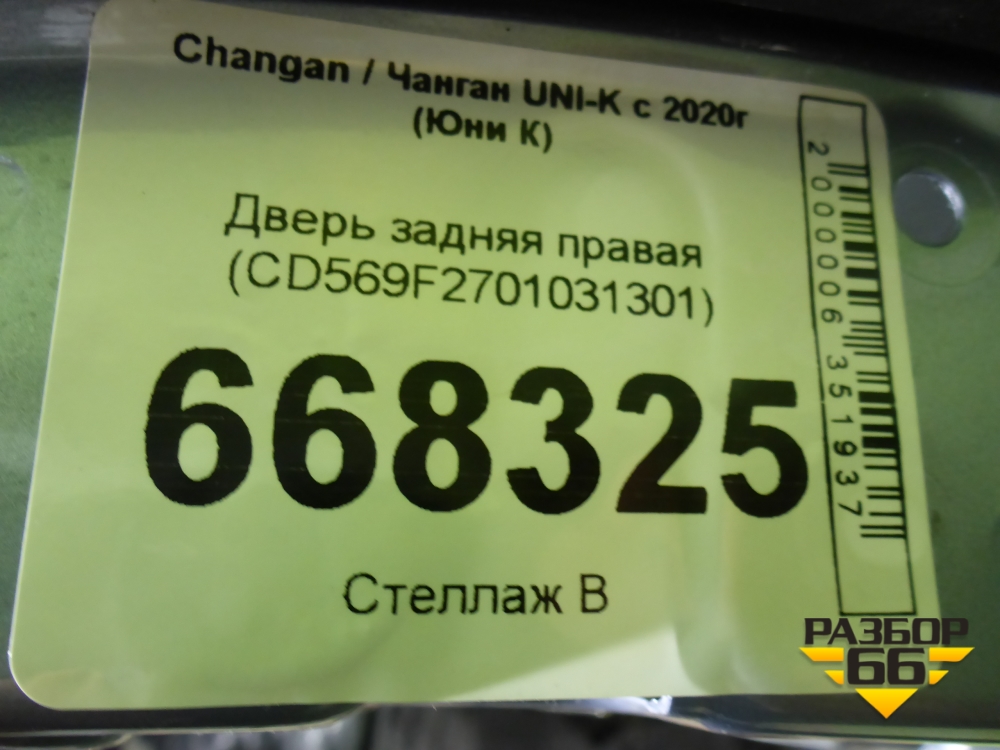 Changan / Чанган UNI-K с 2020г
(Юни К)
Дверь задняя правая
(CD569F2701031301)
668325
Стеллаж В
2000006351937
РАЗБОР
66